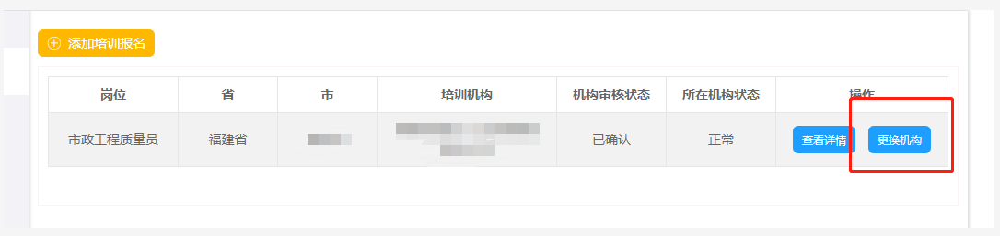 添加培训报名
岗位 省 市 培训机构 机构审核状态 所在机构状态 操作
市政工程质量员 福建省 已确认 正常 查看详情 更换机构